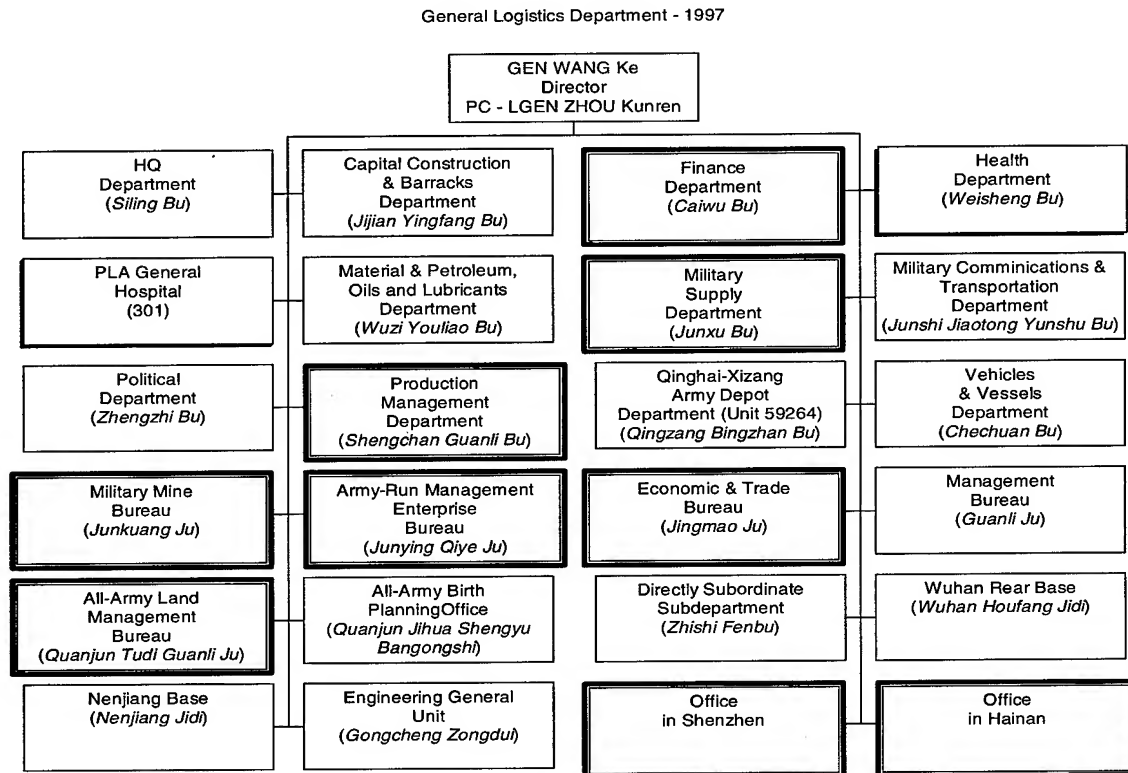 General Logistics Department - 1997
GEN WANG Ke
Director
PC - LGEN ZHOU Kunren
HQ
Department
(Siling Bu)
Capital Construction
& Barracks
Department
(Jijian Yingfang Bu)
Finance
Department
(Caiwu Bu)
Health
Department
(Weisheng Bu)
PLA General
Hospital
(301)
Material & Petroleum,
Oils and Lubricants
Department
(Wuzi Youliao Bu)
Military
Supply
Department
(Junxu Bu)
Military Comminications &
Transportation
Department
(Junshi Jiaotong Yunshu Bu)
Political
Department
(Zhengzhi Bu)
Production
Management
Department
(Shengchan Guanli Bu)
Qinghai-Xizang
Army Depot
Department (Unit 59264)
(Qingzang Bingzhan Bu)
Vehicles
& Vessels
Department
(Chechuan Bu)
Military Mine
Bureau
(Junkuang Ju)
Army-Run Management
Enterprise
Bureau
(Junying Qiye Ju)
Economic & Trade
Bureau
(Jingmao Ju)
Management
Bureau
(Guanli Ju)
All-Army Land
Management
Bureau
(Quanjun Tudi Guanli Ju)
All-Army Birth
PlanningOffice
(Quanjun Jihua Shengyu
Bangongshi)
Directly Subordinate
Subdepartment
(Zhishi Fenbu)
Wuhan Rear Base
(Wuhan Houfang Jidi)
Nenjiang Base
(Nenjiang Jidi)
Engineering General
Unit
(Gongcheng Zongdui)
Office
in Shenzhen
Office
in Hainan